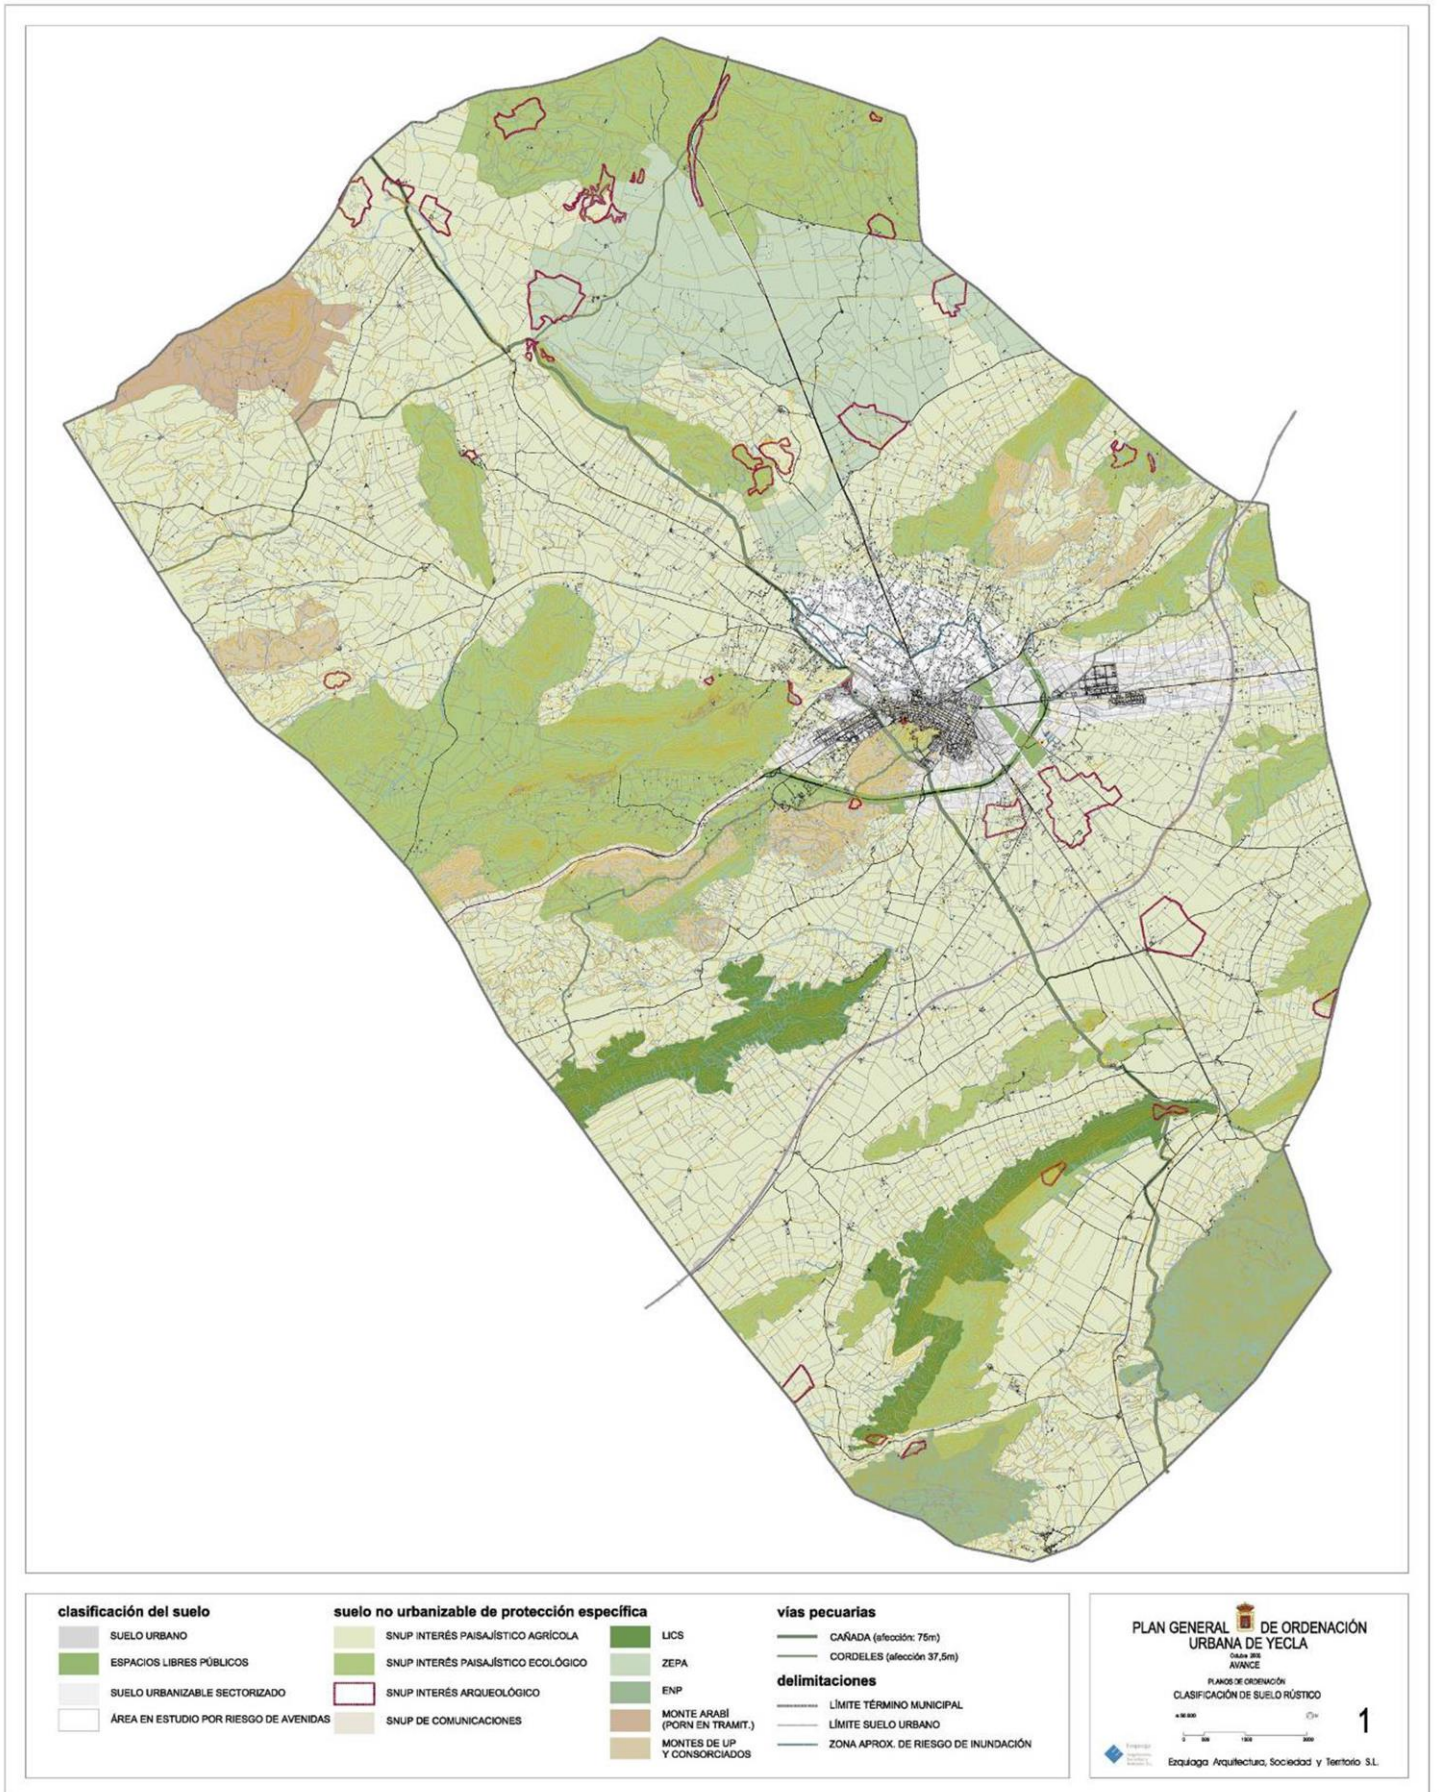 clasificación del suelo
SUELO URBANO
ESPACIOS LIBRES PÚBLICOS
SUELO URBANIZABLE SECTORIZADO
ÁREA EN ESTUDIO POR RIESGO DE AVENIDAS
suelo no urbanizable de protección específica
SNUP INTERÉS PAISAJÍSTICO AGRÍCOLA
SNUP INTERÉS PAISAJÍSTICO ECOLÓGICO
SNUP INTERÉS ARQUEOLÓGICO
SNUP DE COMUNICACIONES
LICS
ZEPA
ENP
MONTE ARABÍ
(PORN EN TRAMIT.)
MONTES DE UP
Y CONSORCIADOS
vías pecuarias
CAÑADA (afección: 75m)
CORDELES (afección 37,5m)
delimitaciones
LÍMITE TÉRMINO MUNICIPAL
LÍMITE SUELO URBANO
ZONA APROX. DE RIESGO DE INUNDACIÓN
PLAN GENERAL DE ORDENACIÓN
URBANA DE YECLA
AVANCE
PLANOS DE ORDENACIÓN
CLASIFICACIÓN DE SUELO RÚSTICO
1
Ezquiaga
Ezquiaga Arquitectura, Sociedad y Territorio S.L.